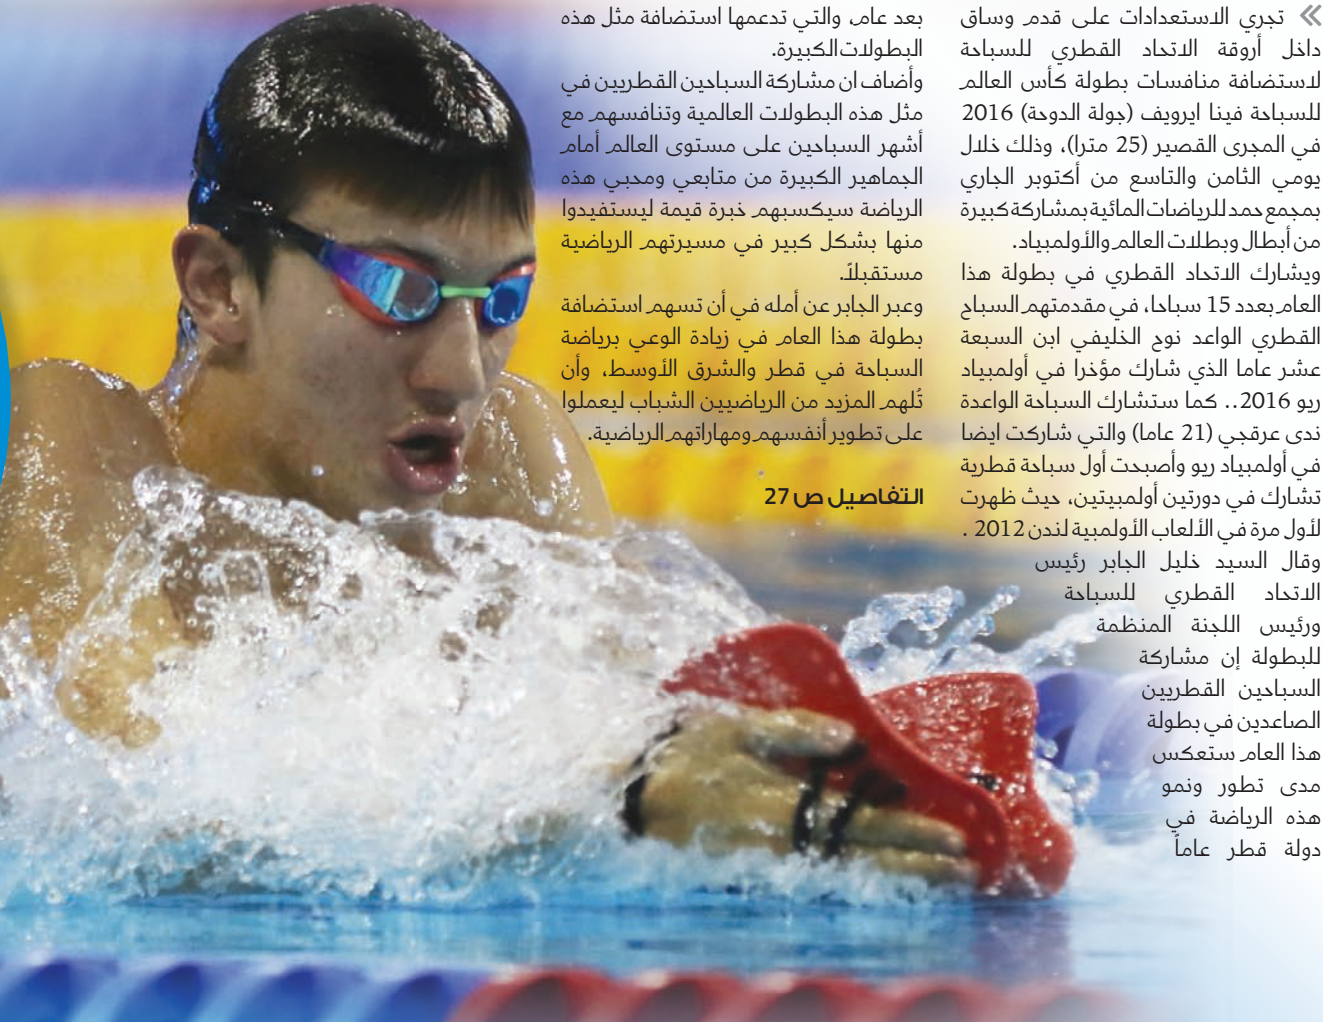 تجري الاستعدادات على قدم وساق
داخل أروقة الاتحاد القطري للسباحة
لاستضافة منافسات بطولة كأس العالم
للسباحة فينا ايرويف (جولة الدوحة) 2016
في المجرى القصير (25 مترا)، وذلك خلال
يومي الثامن والتاسع من أكتوبر الجاري
بمجمع حمد للرياضات المائية بمشاركة كبيرة
من أبطال وبطلات العالم والأولمبياد.
ويشارك الاتحاد القطري في بطولة هذا
العام بعدد 15 سباحا، في مقدمتهم السباح
القطري الواعد نوح الخليفي ابن السبعة
عشر عاما الذي شارك مؤخرا في أولمبياد
ريو 2016.. كما ستشارك السباحة الواعدة
ندى عرقجي (21 عاما) والتي شاركت ايضا
في أولمبياد ريو وأصبحت أول سباحة قطرية
تشارك في دورتين أولمبيتين، حيث ظهرت
لأول مرة في الألعاب الأولمبية لندن 2012 .
وقال السيد خليل الجابر رئيس
الاتحاد القطري للسباحة
ورئيس اللجنة المنظمة
للبطولة إن مشاركة
السباحين القطريين
الصاعدين في بطولة
هذا العام ستعكس
مدى تطور ونمو
هذه الرياضة في
دولة قطر عاماً
بعد عام، والتي تدعمها استضافة مثل هذه
البطولات الكبيرة.
وأضاف ان مشاركة السباحين القطريين في
مثل هذه البطولات العالمية وتنافسهم مع
أشهر السباحين على مستوى العالم أمام
الجماهير الكبيرة من متابعي ومحبي هذه
الرياضة سيكسبهم خبرة قيمة ليستفيدوا
منها بشكل كبير في مسيرتهم الرياضية
مستقبلاً.
وعبر الجابر عن أمله في أن تسهم استضافة
بطولة هذا العام في زيادة الوعي برياضة
السباحة في قطر والشرق الأوسط، وأن
تُلهم المزيد من الرياضيين الشباب ليعملوا
على تطوير أنفسهم ومهاراتهم الرياضية.
التفاصيل ص 27